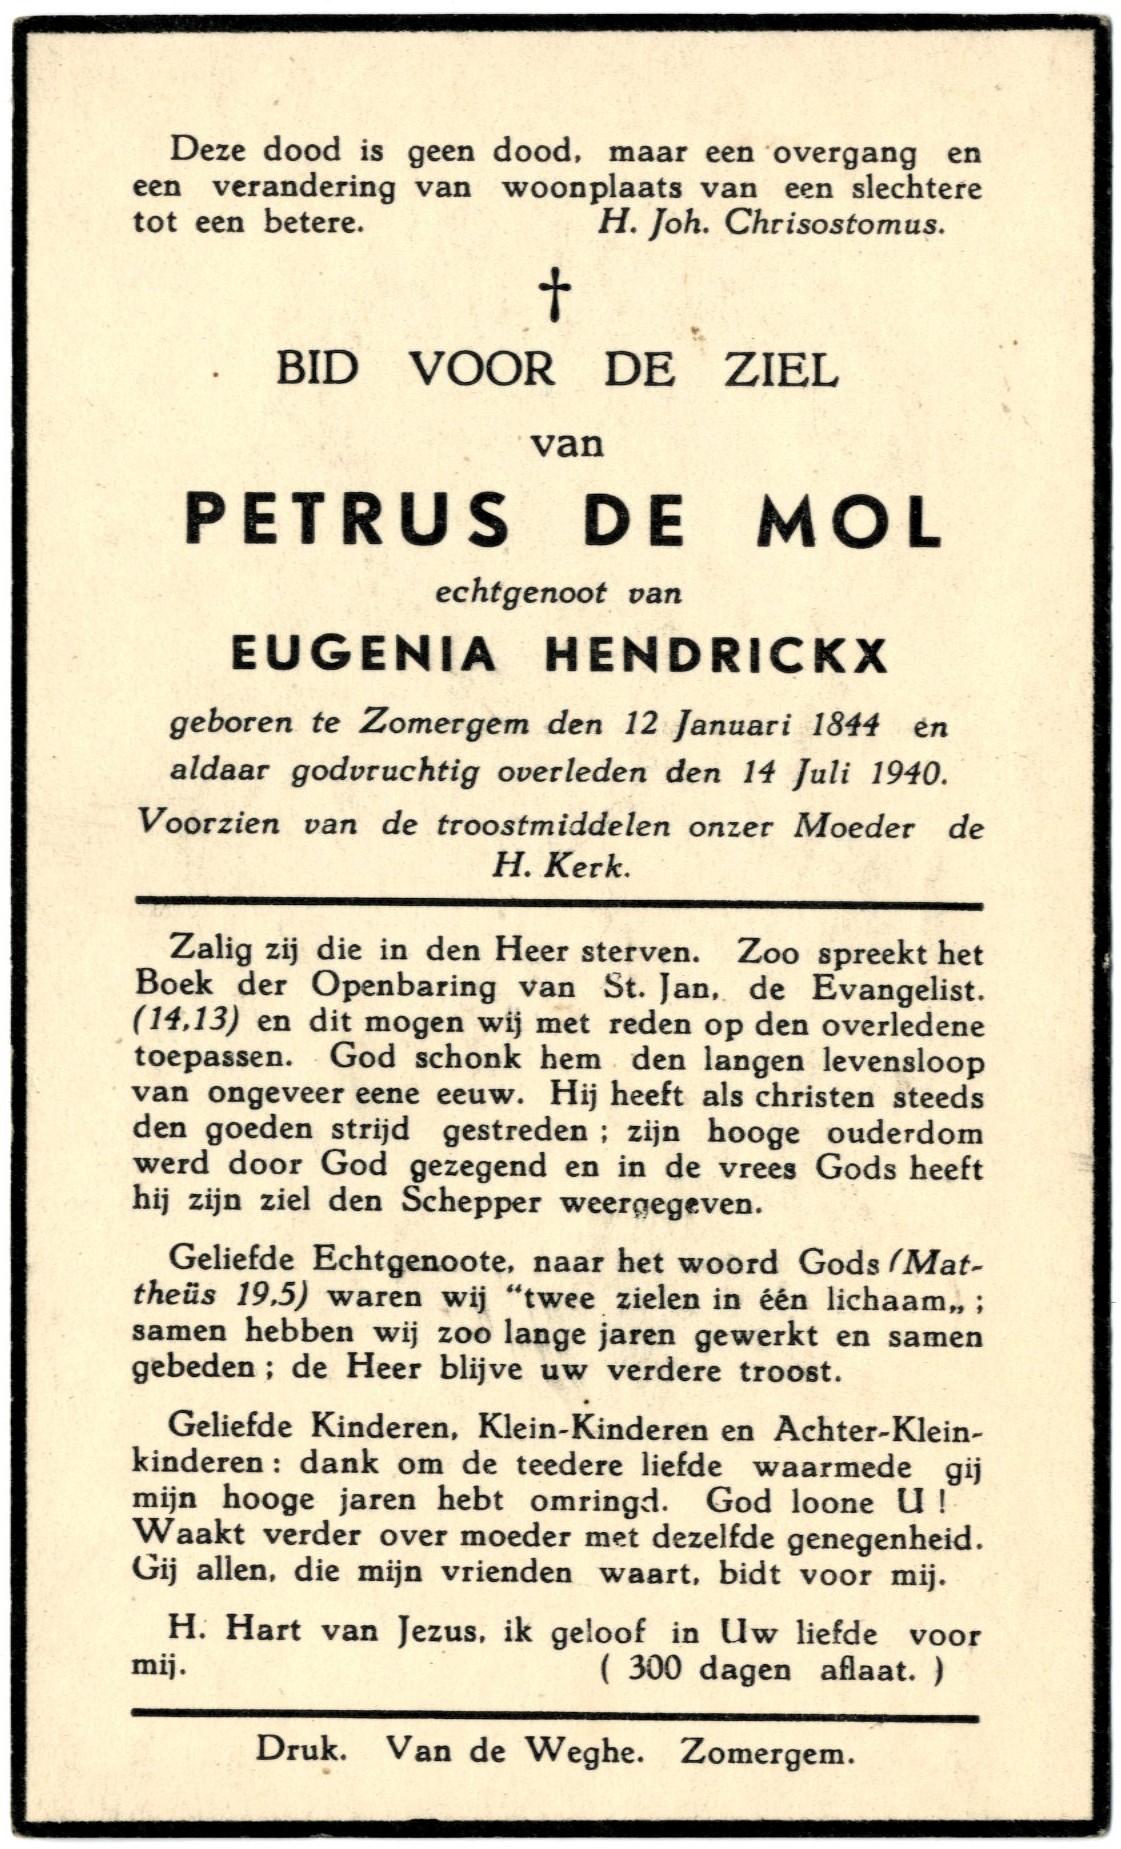 Deze dood is geen dood, maar een overgang en
een verandering van woonplaats van een slechtere
tot een betere. H. Joh. Chrisostomus.
†
BID VOOR DE ZIEL
van
PETRUS DE MOL
echtgenoot van
EUGENIA HENDRICKX
geboren te Zomergem den 12 Januari 1844 en
aldaar godvruchtig overleden den 14 Juli 1940.
Voorzien van de troostmiddelen onzer Moeder de
H. Kerk.
Zalig zij die in den Heer sterven. Zoo spreekt het
Boek der Openbaring van St. Jan, de Evangelist.
(14,13) en dit mogen wij met reden op den overledene
toepassen. God schonk hem den langen levensloop
van ongeveer eene eeuw. Hij heeft als christen steeds
den goeden strijd gestreden ; zijn hooge ouderdom
werd door God gezegend en in de vrees Gods heeft
hij zijn ziel den Schepper weergegeven.
Geliefde Echtgenoote, naar het woord Gods (Mat-
theüs 19,5) waren wij “twee zielen in één lichaam„ ;
samen hebben wij zoo lange jaren gewerkt en samen
gebeden ; de Heer blijve uw verdere troost.
Geliefde Kinderen, Klein-Kinderen en Achter-Klein-
kinderen : dank om de teedere liefde waarmede gij
mijn hooge jaren hebt omringd. God loone U !
Waakt verder over moeder met dezelfde genegenheid.
Gij allen, die mijn vrienden waart, bidt voor mij.
H. Hart van Jezus, ik geloof in Uw liefde voor
mij. ( 300 dagen aflaat. )
Druk. Van de Weghe. Zomergem.